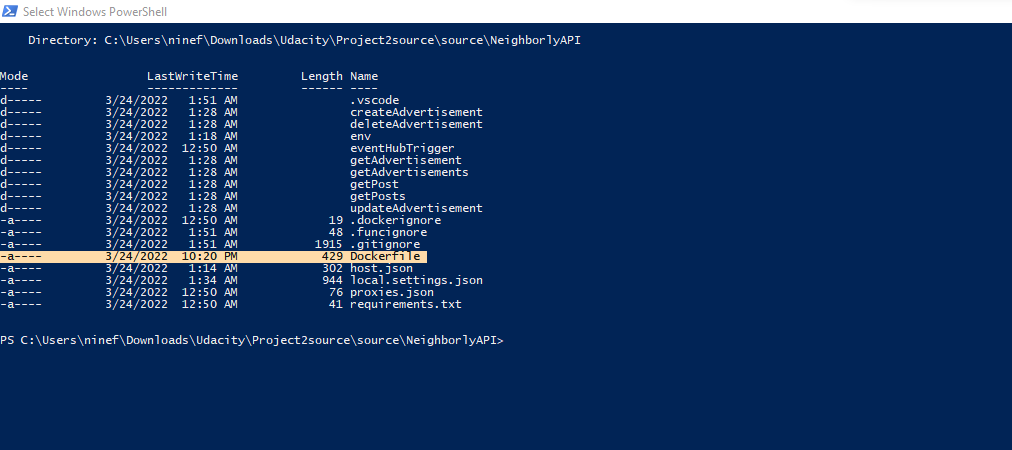 Select Windows PowerShell
Directory: C:\Users\ninef\Downloads\Udacity\Project2source\source\NeighborlyAPI
Mode LastWriteTime Length Name
---- ------------- ------ ----
d----- 3/24/2022 1:51 AM .vscode
d----- 3/24/2022 1:28 AM createAdvertisement
d----- 3/24/2022 1:28 AM deleteAdvertisement
d----- 3/24/2022 1:18 AM env
d----- 3/24/2022 12:50 AM eventHubTrigger
d----- 3/24/2022 1:28 AM getAdvertisement
d----- 3/24/2022 1:28 AM getAdvertisements
d----- 3/24/2022 1:28 AM getPost
d----- 3/24/2022 1:28 AM getPosts
d----- 3/24/2022 1:28 AM updateAdvertisement
-a---- 3/24/2022 12:50 AM 19 .dockerignore
-a---- 3/24/2022 1:51 AM 48 .funcignore
-a---- 3/24/2022 1:51 AM 1915 .gitignore
-a---- 3/24/2022 10:20 PM 429 Dockerfile
-a---- 3/24/2022 1:14 AM 302 host.json
-a---- 3/24/2022 1:34 AM 944 local.settings.json
-a---- 3/24/2022 12:50 AM 76 proxies.json
-a---- 3/24/2022 12:50 AM 41 requirements.txt
PS C:\Users\ninef\Downloads\Udacity\Project2source\source\NeighborlyAPI>